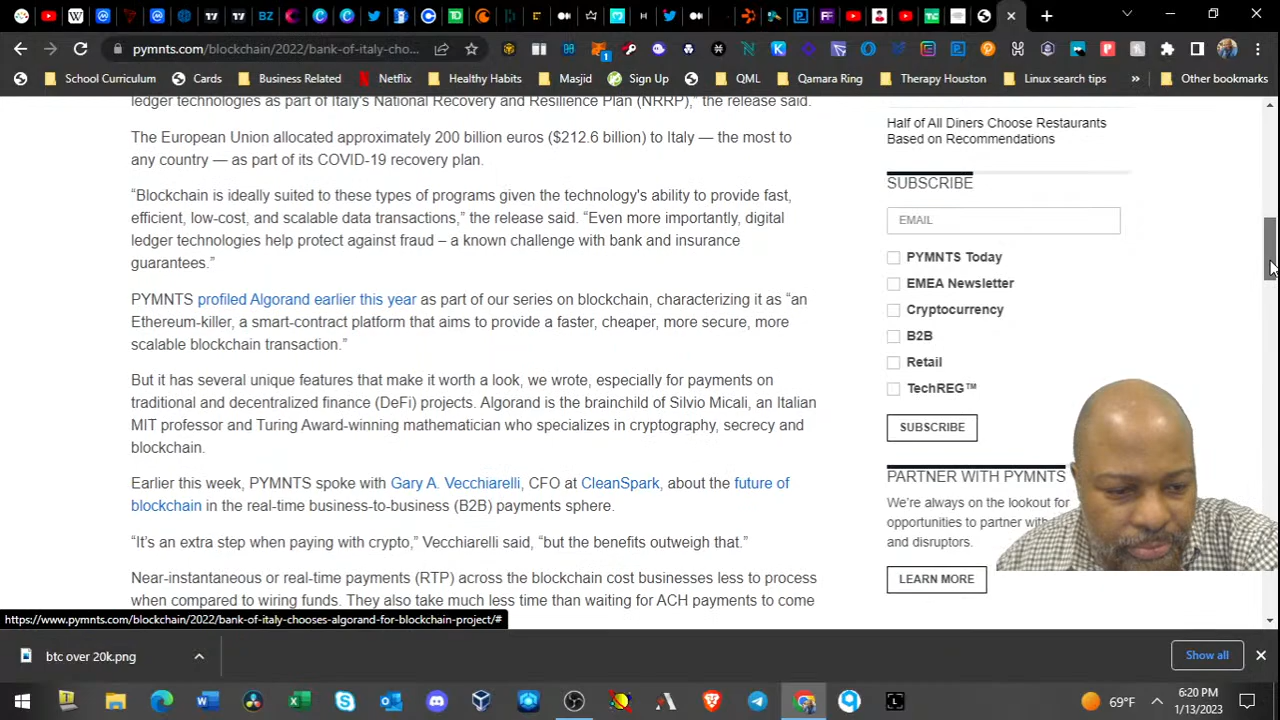 pymnts.com/blockchain/2022/bank-of-italy-cho...
School Curriculum
Cards
Business Related
Netflix
Healthy Habits
Masjid
Sign Up
QML
Qamara Ring
Therapy Houston
Linux search tips
»
Other bookmarks
ledger technologies as part of Italy's National Recovery and Resilience Plan (NRRP),” the release said.
The European Union allocated approximately 200 billion euros ($212.6 billion) to Italy — the most to
any country — as part of its COVID-19 recovery plan.
“Blockchain is ideally suited to these types of programs given the technology's ability to provide fast,
efficient, low-cost, and scalable data transactions,” the release said. “Even more importantly, digital
ledger technologies help protect against fraud – a known challenge with bank and insurance
guarantees.”
PYMNTS profiled Algorand earlier this year as part of our series on blockchain, characterizing it as “an
Ethereum-killer, a smart-contract platform that aims to provide a faster, cheaper, more secure, more
scalable blockchain transaction.”
But it has several unique features that make it worth a look, we wrote, especially for payments on
traditional and decentralized finance (DeFi) projects. Algorand is the brainchild of Silvio Micali, an Italian
MIT professor and Turing Award-winning mathematician who specializes in cryptography, secrecy and
blockchain.
Earlier this week, PYMNTS spoke with Gary A. Vecchiarelli, CFO at CleanSpark, about the future of
blockchain in the real-time business-to-business (B2B) payments sphere.
“It's an extra step when paying with crypto,” Vecchiarelli said, “but the benefits outweigh that.”
Near-instantaneous or real-time payments (RTP) across the blockchain cost businesses less to process
when compared to wiring funds. They also take much less time than waiting for ACH payments to come
Half of All Diners Choose Restaurants
Based on Recommendations
SUBSCRIBE
EMAIL
PYMNTS Today
EMEA Newsletter
Cryptocurrency
B2B
Retail
TechREG™
SUBSCRIBE
PARTNER WITH PYMNTS
We're always on the lookout for
opportunities to partner with
and disruptors.
LEARN MORE
https://www.pymnts.com/blockchain/2022/bank-of-italy-chooses-algorand-for-blockchain-project/#
btc over 20k.png
Show all
69°F
6:20 PM
1/13/2023